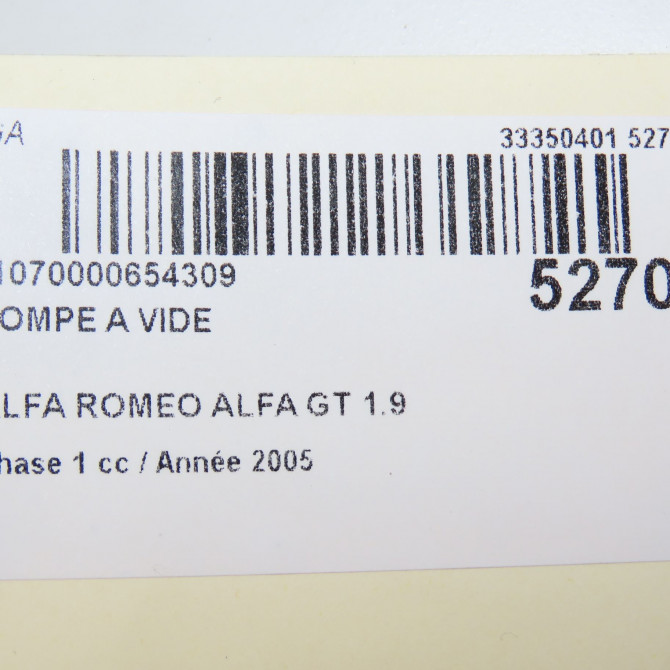 GA
33350401 527
1070000654309
5270
OMPE A VIDE
LFA ROMEO ALFA GT 1.9
hase 1 cc / Année 2005